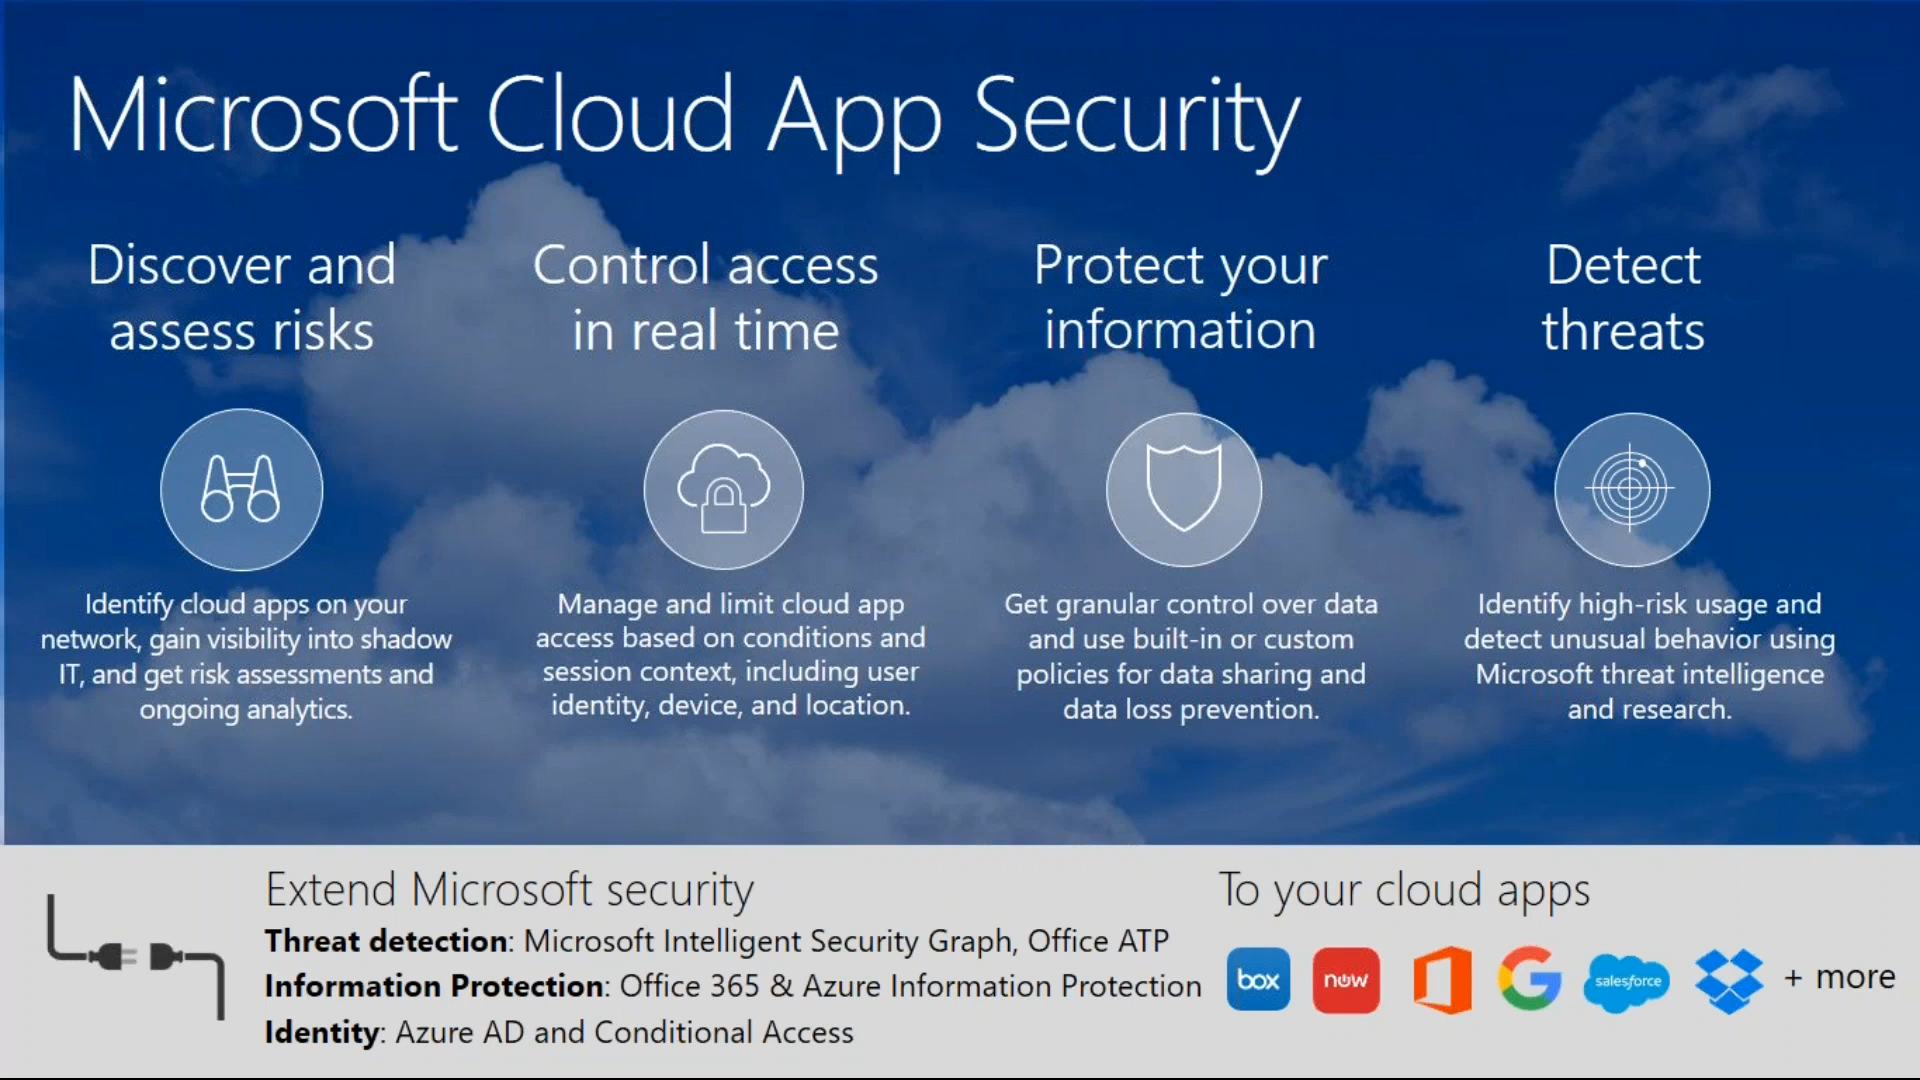 Microsoft Cloud App Security
Discover and
assess risks
Identify cloud apps on your
network, gain visibility into shadow
IT, and get risk assessments and
ongoing analytics.
Control access
in real time
Manage and limit cloud app
access based on conditions and
session context, including user
identity, device, and location.
Protect your
information
Get granular control over data
and use built-in or custom
policies for data sharing and
data loss prevention.
Detect
threats
Identify high-risk usage and
detect unusual behavior using
Microsoft threat intelligence
and research.
Extend Microsoft security
Threat detection: Microsoft Intelligent Security Graph, Office ATP
Information Protection: Office 365 & Azure Information Protection
Identity: Azure AD and Conditional Access
To your cloud apps
box now salesforce + more